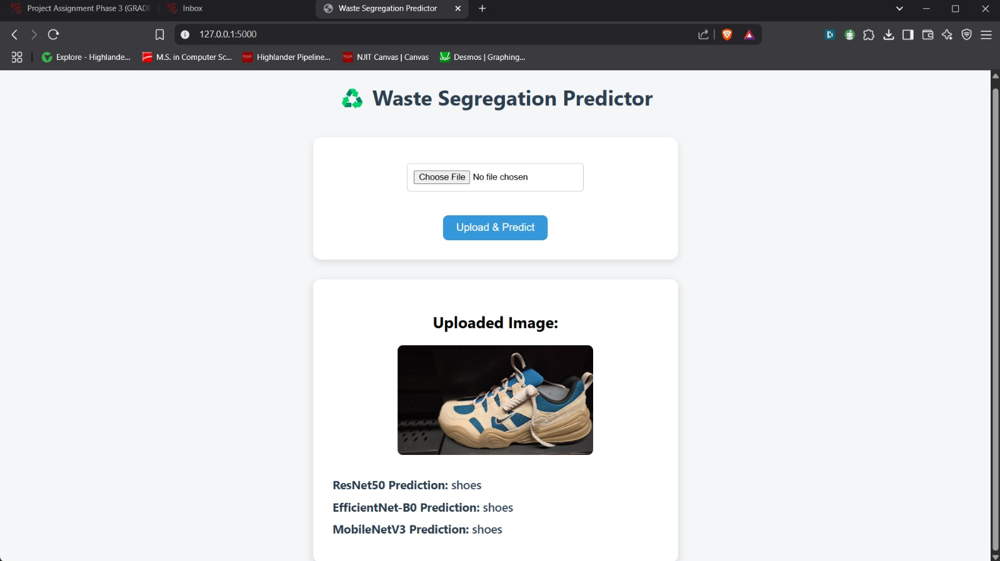 Project Assignment Phase 3 (GRADE
Inbox
Waste Segregation Predictor
127.0.0.1:5000
Explore - Highlande...
M.S. in Computer Sc...
Highlander Pipeline...
NJIT Canvas | Canvas
Desmos | Graphing...
Waste Segregation Predictor
Choose File No file chosen
Upload & Predict
Uploaded Image:
ResNet50 Prediction: shoes
EfficientNet-B0 Prediction: shoes
MobileNetV3 Prediction: shoes